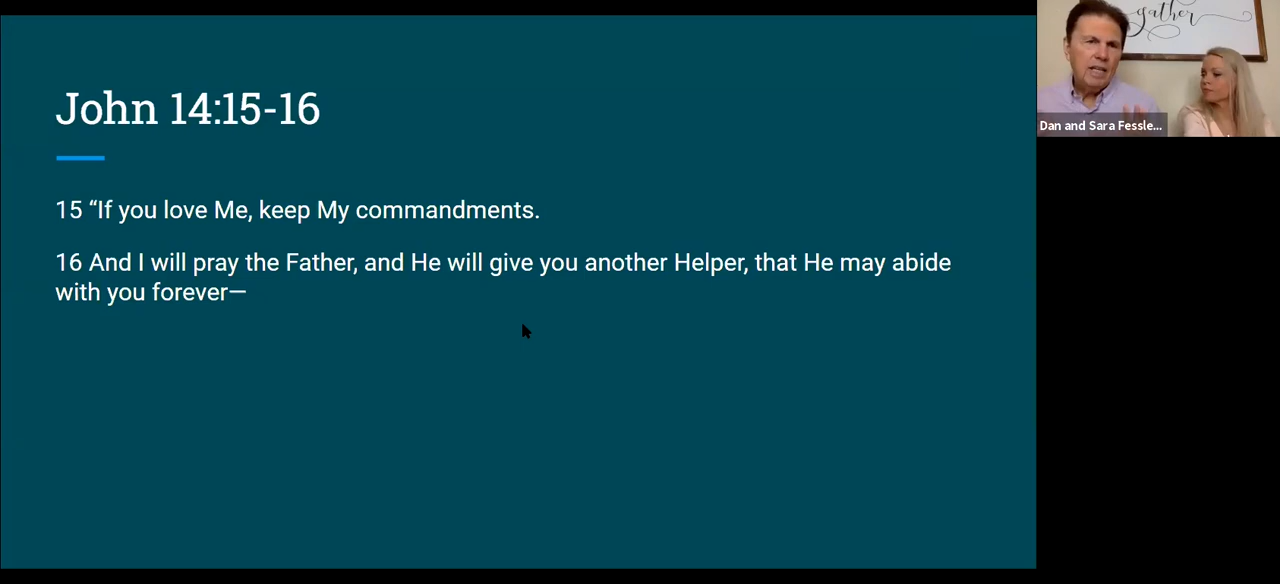 John 14:15-16
15 “If you love Me, keep My commandments.
16 And I will pray the Father, and He will give you another Helper, that He may abide
with you forever—
gather
Dan and Sara Fessle...